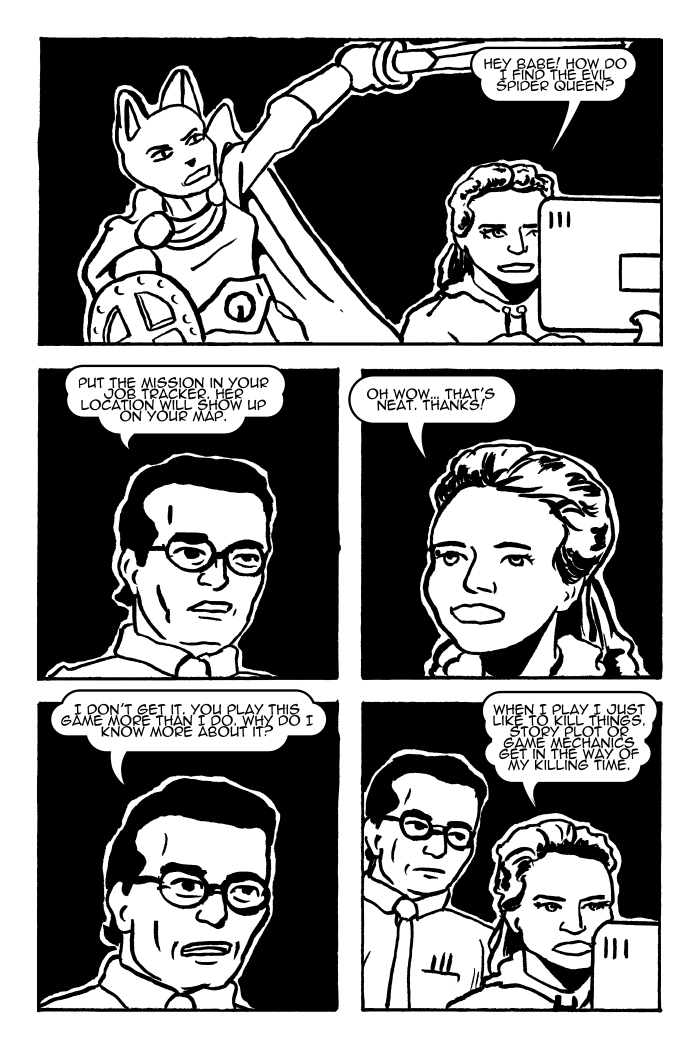 HEY BABE! HOW DO
I FIND THE EVIL
SPIDER QUEEN?
PUT THE MISSION IN YOUR
JOB TRACKER. HER
LOCATION WILL SHOW UP
ON YOUR MAP.
OH WOW... THAT'S
NEAT. THANKS!
I DON'T GET IT. YOU PLAY THIS
GAME MORE THAN I DO. WHY DO I
KNOW MORE ABOUT IT?
WHEN I PLAY I JUST
LIKE TO KILL THINGS.
STORY PLOT OR
GAME MECHANICS
GET IN THE WAY OF
MY KILLING TIME.